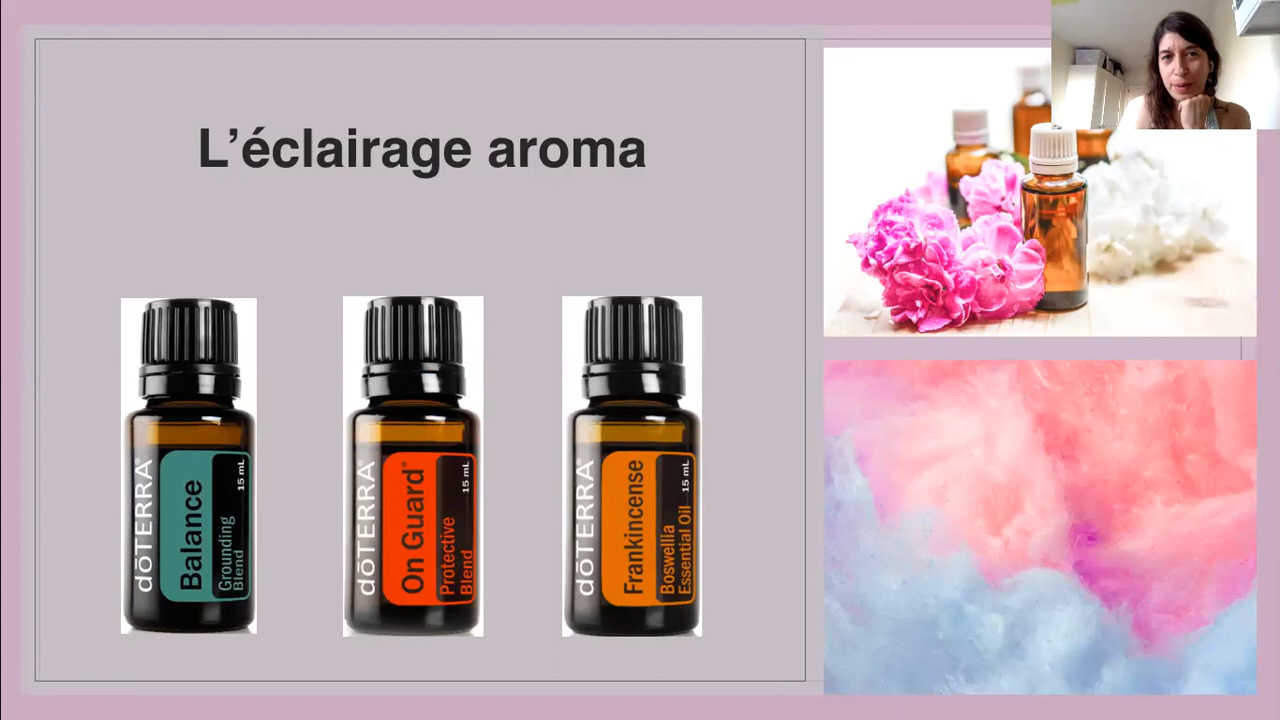 L’éclairage aroma
dōTERRA®
Balance
Grounding
Blend
15 mL
dōTERRA®
On Guard®
Protective
Blend
15 mL
dōTERRA®
Frankincense
Boswellia
Essential Oil
15 mL